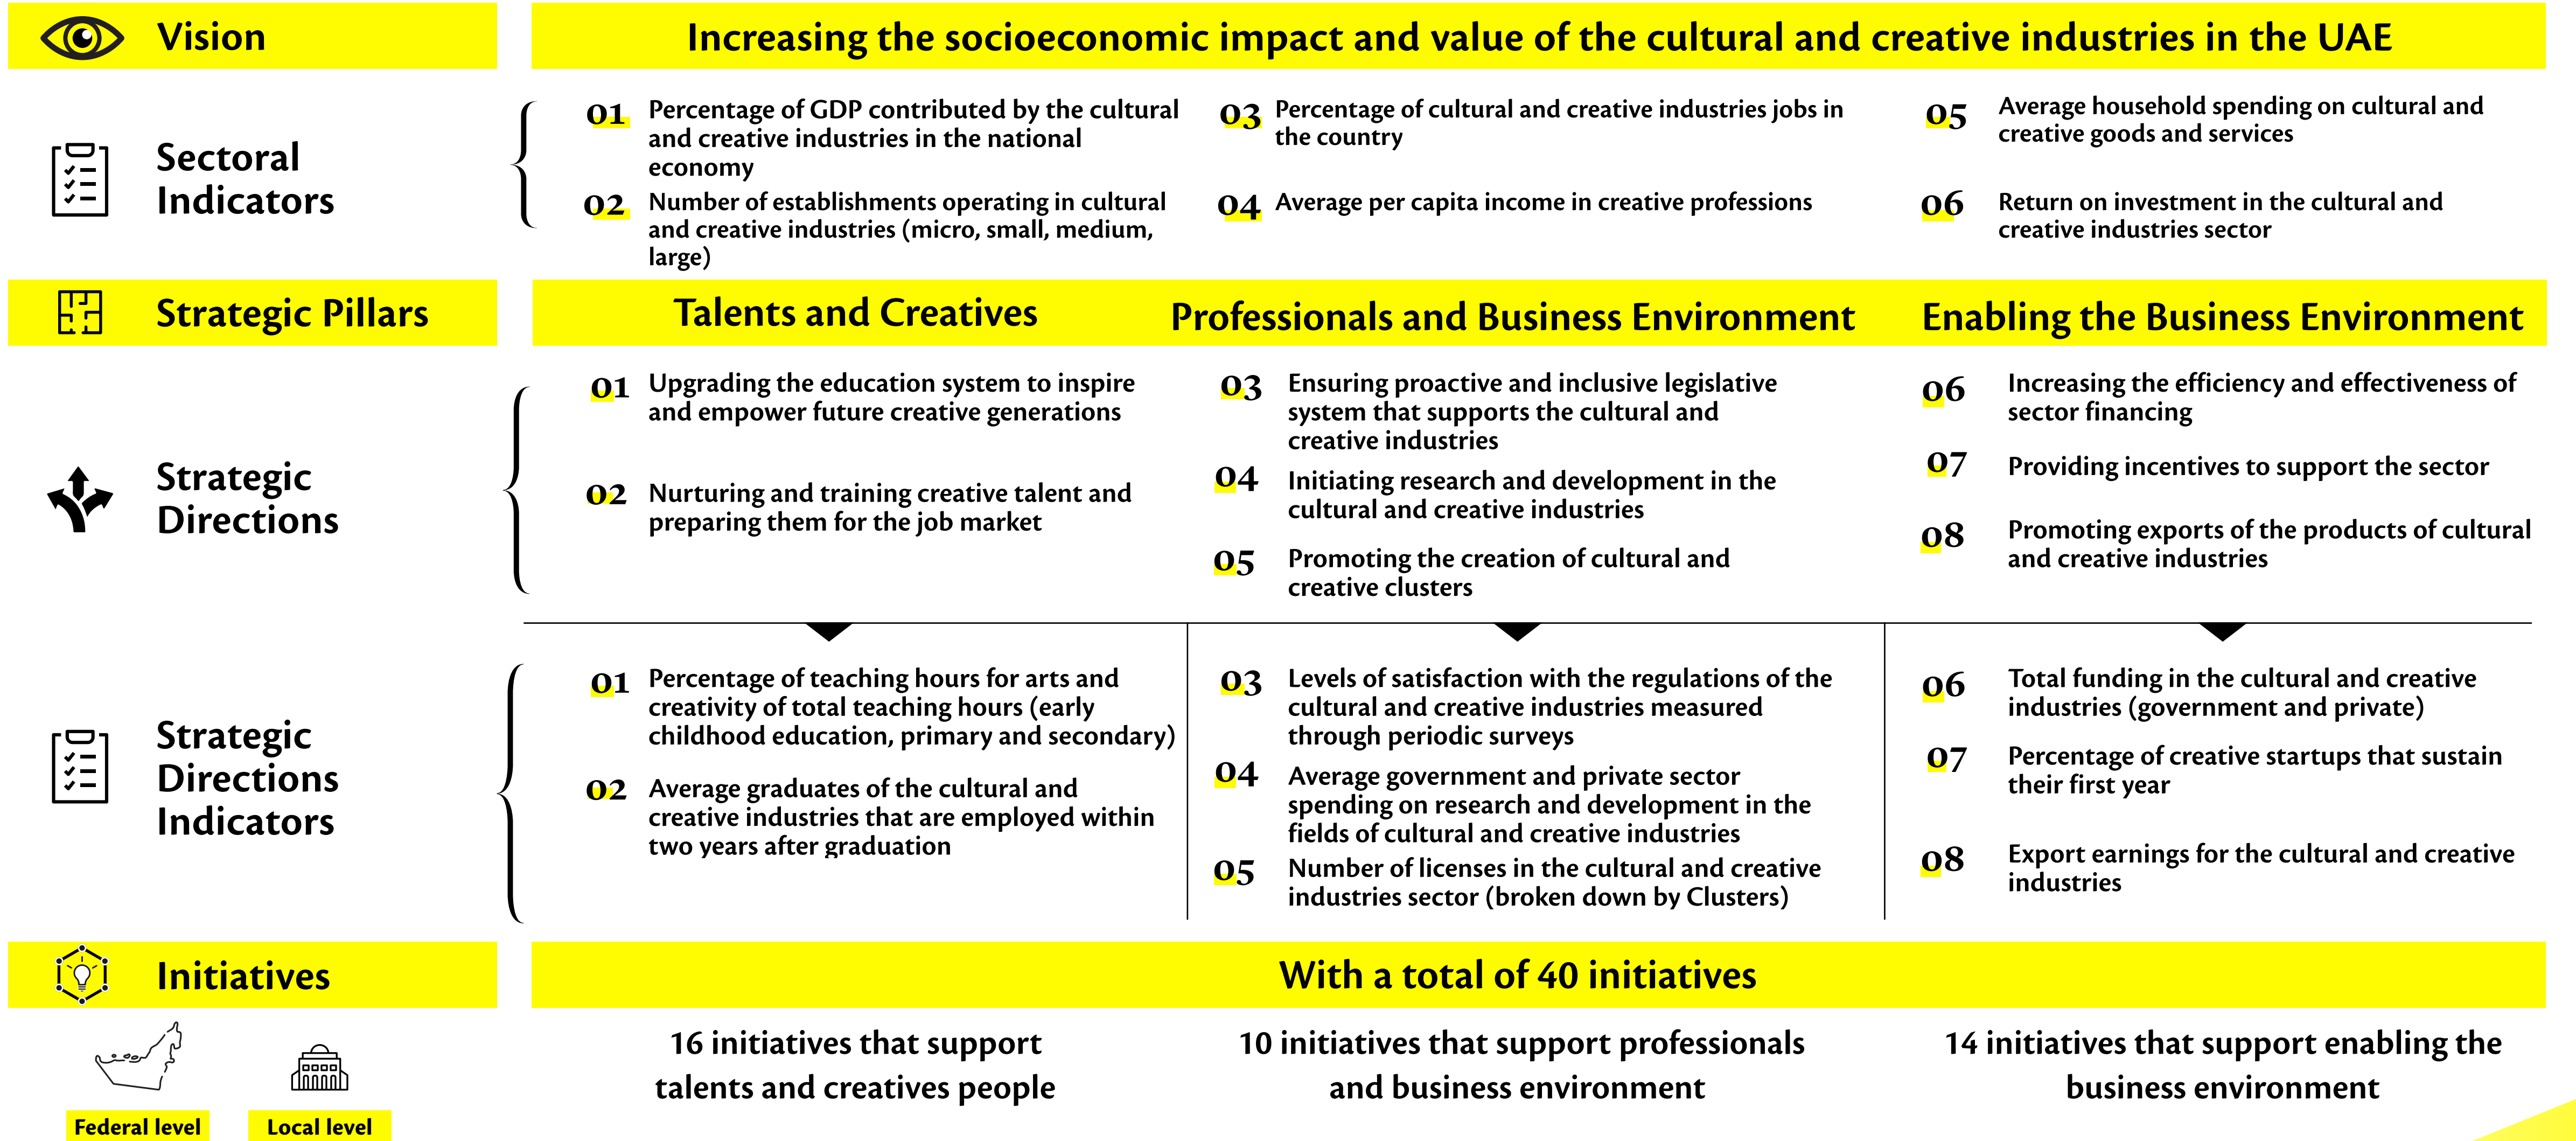 Vision
Increasing the socioeconomic impact and value of the cultural and creative industries in the UAE
Sectoral
Indicators
01
Percentage of GDP contributed by the cultural
and creative industries in the national
economy
02
Number of establishments operating in cultural
and creative industries (micro, small, medium,
large)
03
Percentage of cultural and creative industries jobs in
the country
04
Average per capita income in creative professions
05
Average household spending on cultural and
creative goods and services
06
Return on investment in the cultural and
creative industries sector
Strategic Pillars
Talents and Creatives
Professionals and Business Environment
Enabling the Business Environment
Strategic
Directions
01
Upgrading the education system to inspire
and empower future creative generations
02
Nurturing and training creative talent and
preparing them for the job market
03
Ensuring proactive and inclusive legislative
system that supports the cultural and
creative industries
04
Initiating research and development in the
cultural and creative industries
05
Promoting the creation of cultural and
creative clusters
06
Increasing the efficiency and effectiveness of
sector financing
07
Providing incentives to support the sector
08
Promoting exports of the products of cultural
and creative industries
Strategic
Directions
Indicators
01
Percentage of teaching hours for arts and
creativity of total teaching hours (early
childhood education, primary and secondary)
02
Average graduates of the cultural and
creative industries that are employed within
two years after graduation
03
Levels of satisfaction with the regulations of the
cultural and creative industries measured
through periodic surveys
04
Average government and private sector
spending on research and development in the
fields of cultural and creative industries
05
Number of licenses in the cultural and creative
industries sector (broken down by Clusters)
06
Total funding in the cultural and creative
industries (government and private)
07
Percentage of creative startups that sustain
their first year
08
Export earnings for the cultural and creative
industries
Initiatives
With a total of 40 initiatives
Federal level
Local level
16 initiatives that support
talents and creatives people
10 initiatives that support professionals
and business environment
14 initiatives that support enabling the
business environment